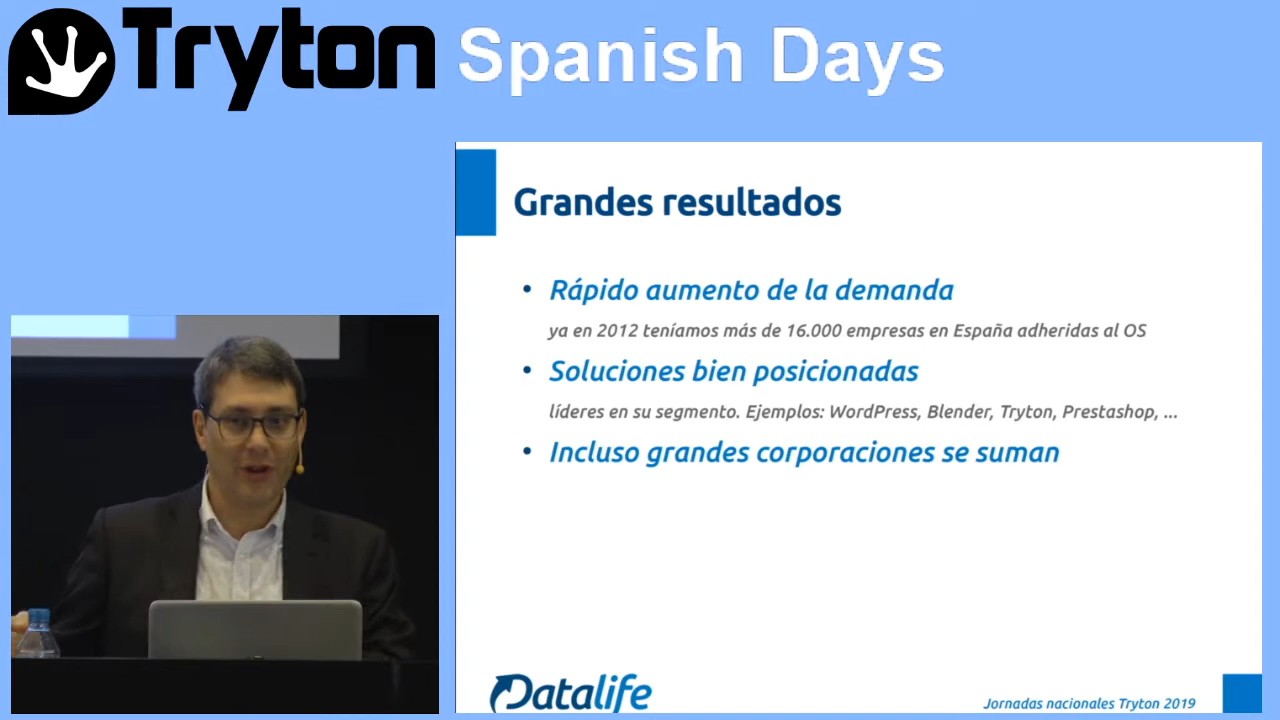 Tryton Spanish Days
Grandes resultados
• Rápido aumento de la demanda
ya en 2012 teníamos más de 16.000 empresas en España adheridas al OS
• Soluciones bien posicionadas
líderes en su segmento. Ejemplos: WordPress, Blender, Tryton, Prestashop, ...
• Incluso grandes corporaciones se suman
Datalife
Jornadas nacionales Tryton 2019